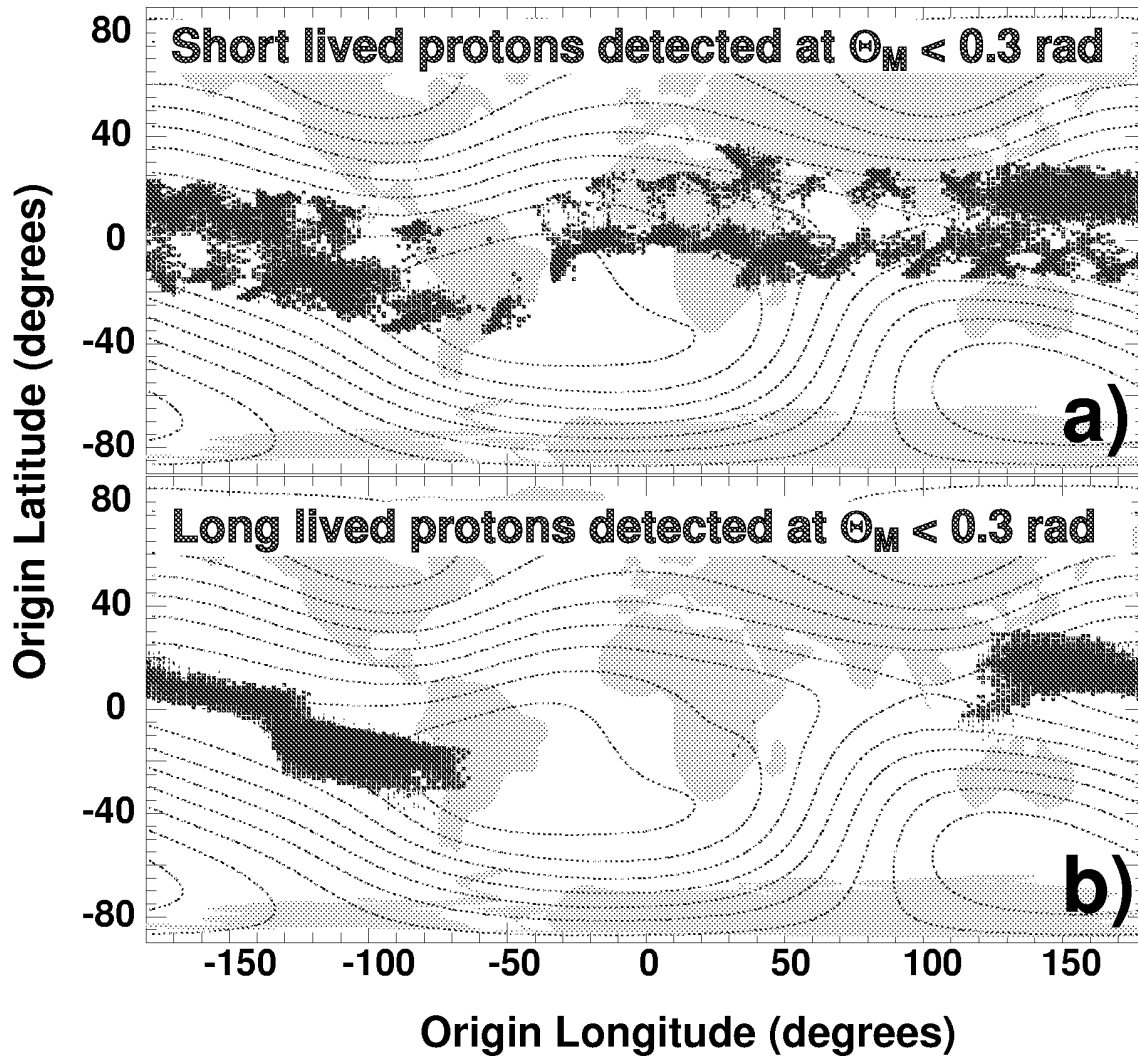 Short lived protons detected at Θ_M < 0.3 rad
80
40
0
-40
-80
a)
Long lived protons detected at Θ_M < 0.3 rad
80
40
0
-40
-80
b)
-150 -100 -50 0 50 100 150
Origin Latitude (degrees)
Origin Longitude (degrees)